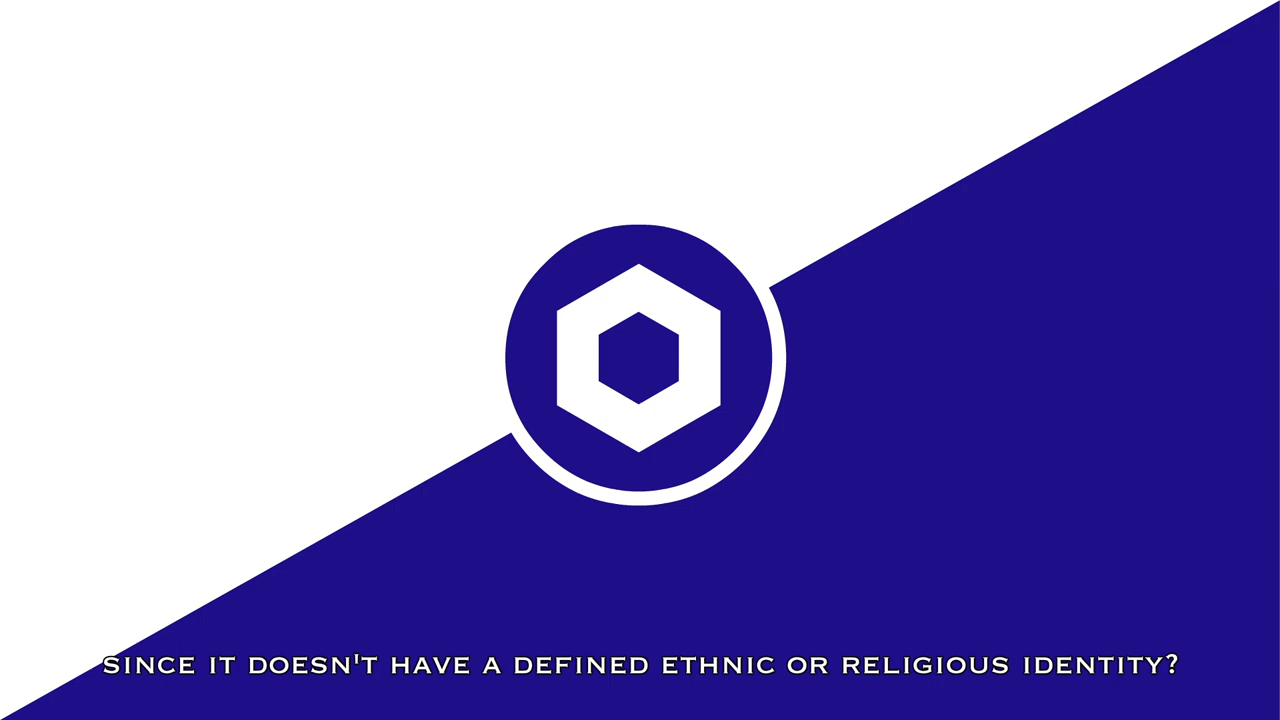 SINCE IT DOESN'T HAVE A DEFINED ETHNIC OR RELIGIOUS IDENTITY?